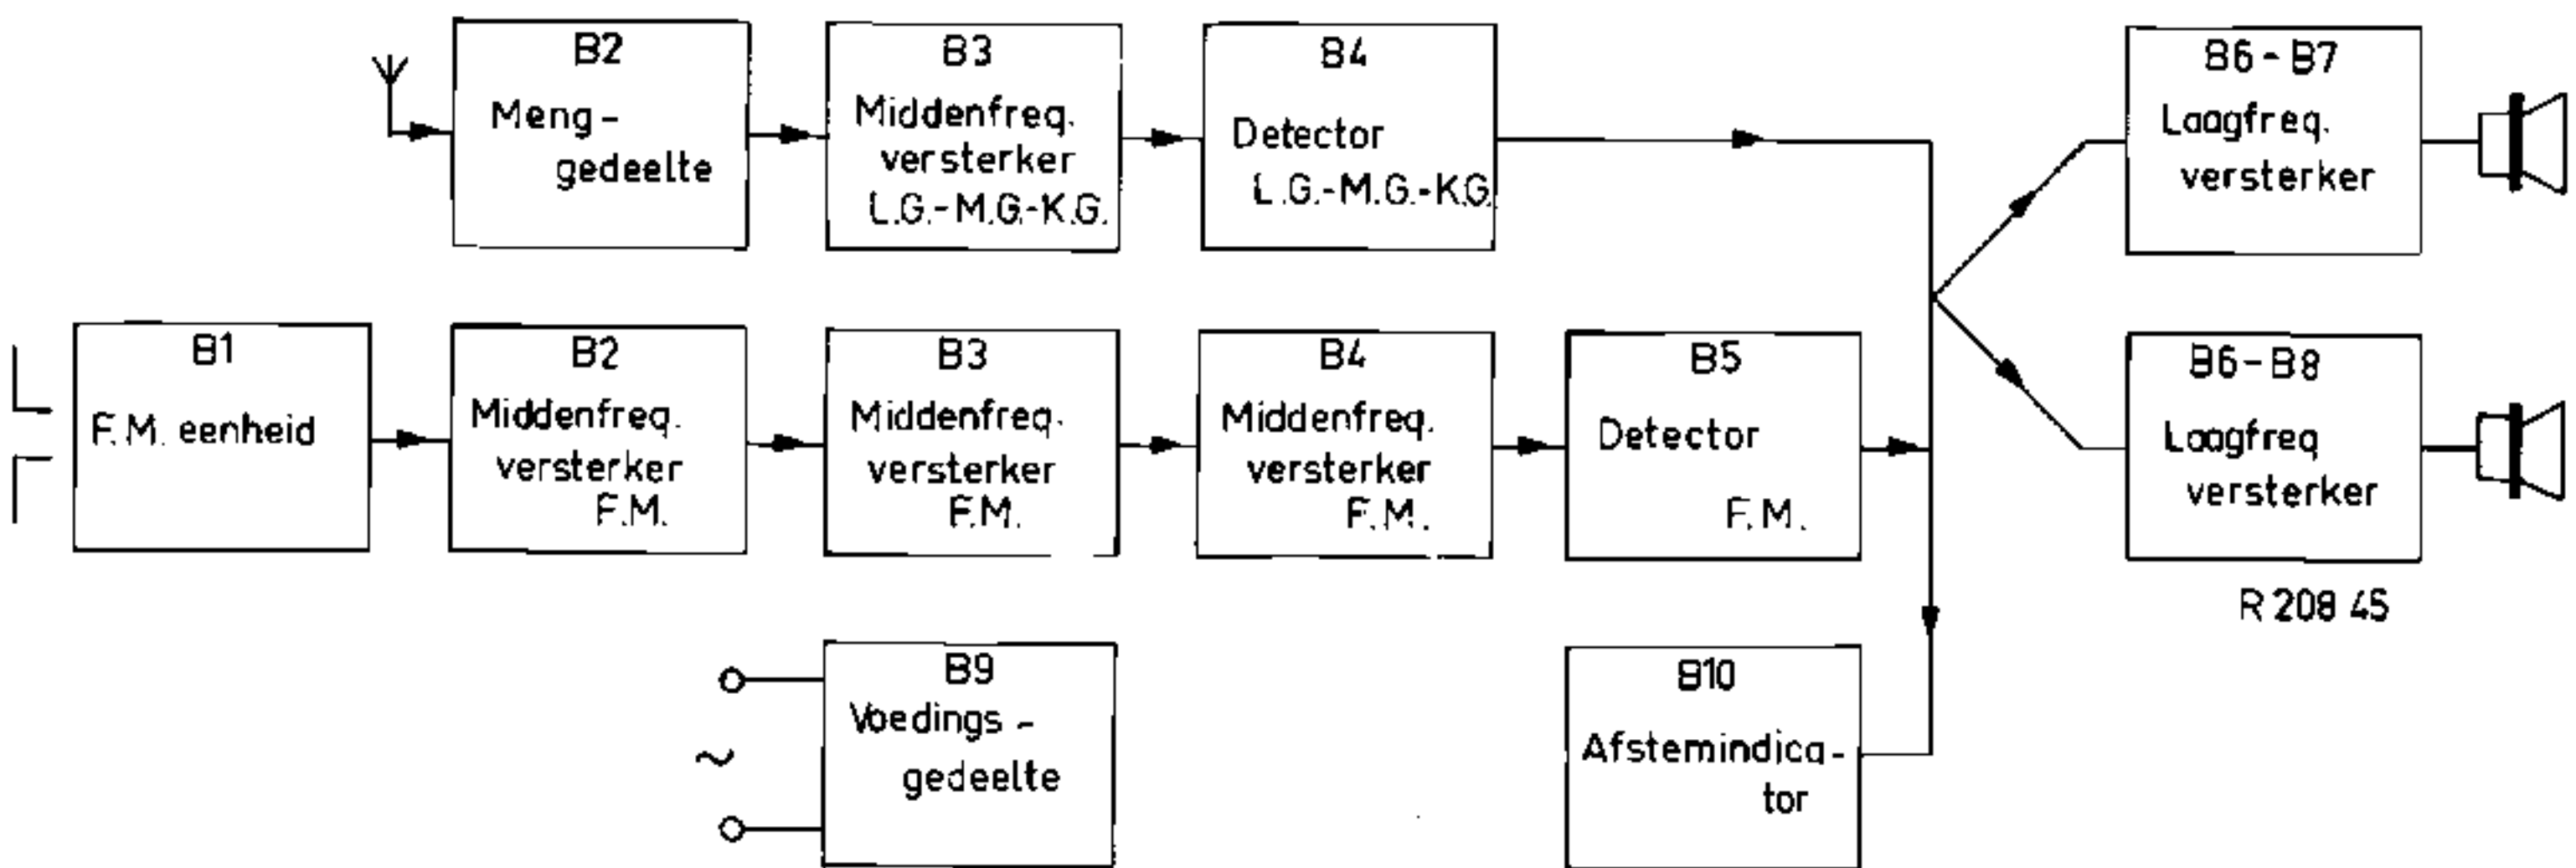 B2
Meng-
gedeelte
B3
Middenfreq.
versterker
L.G.-M.G.-K.G.
B4
Detector
L.G.-M.G.-K.G.
B6-B7
Laagfreq.
versterker
B1
F.M. eenheid
B2
Middenfreq.
versterker
F.M.
B3
Middenfreq.
versterker
F.M.
B4
Middenfreq.
versterker
F.M.
B5
Detector
F.M.
B6-B8
Laagfreq
versterker
R 208 45
B9
Voedings-
gedeelte
~
B10
Afstemindica-
tor